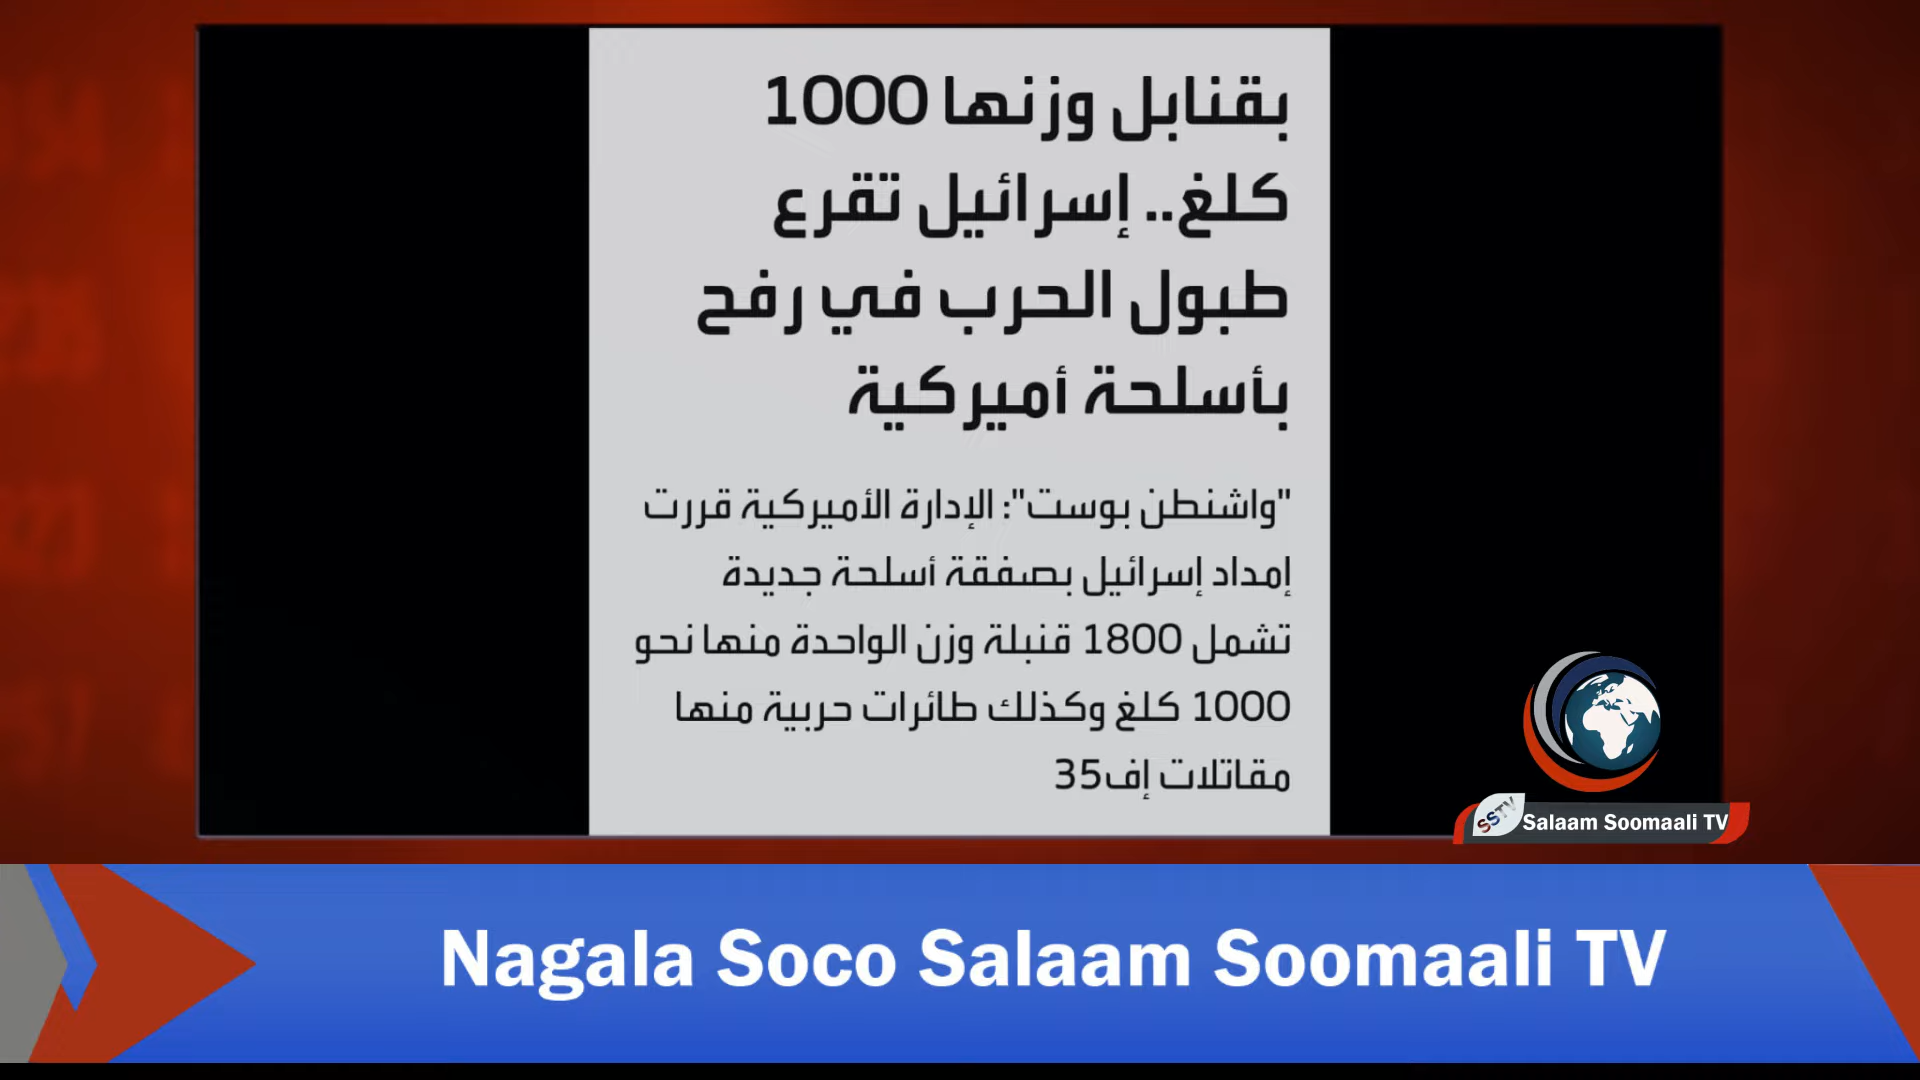 بقنابل وزنها 1000
كلغ.. إسرائيل تقرع
طبول الحرب في رفح
بأسلحة أميركية
"واشنطن بوست": الإدارة الأميركية قررت
إمداد إسرائيل بصفقة أسلحة جديدة
تشمل 1800 قنبلة وزن الواحدة منها نحو
1000 كلغ وكذلك طائرات حربية منها
مقاتلات إف35
SSTV Salaam Soomaali TV
Nagala Soco Salaam Soomaali TV